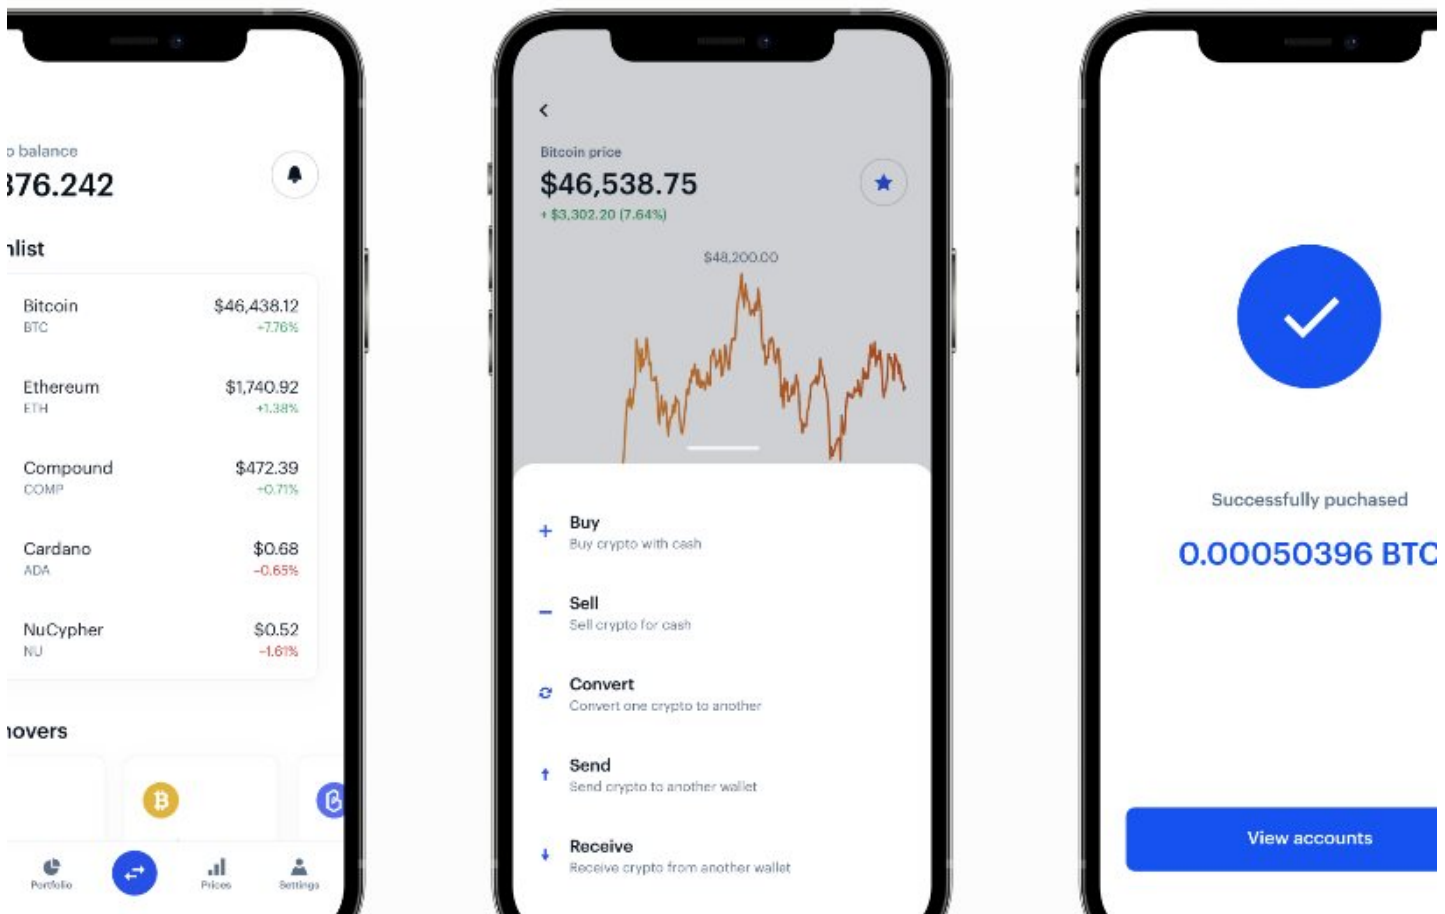 o balance
376.242
hlist
Bitcoin $46,438.12
BTC +7.76%
Ethereum $1,740.92
ETH +1.38%
Compound $472.39
COMP +0.71%
Cardano $0.68
ADA -0.65%
NuCypher $0.52
NU -1.61%
novers
Portfolio Prices Settings
Bitcoin price
$46,538.75
+ $3,302.20 (7.64%)
$48,200.00
Buy
Buy crypto with cash
Sell
Sell crypto for cash
Convert
Convert one crypto to another
Send
Send crypto to another wallet
Receive
Receive crypto from another wallet
Successfully puchased
0.00050396 BTC
View accounts